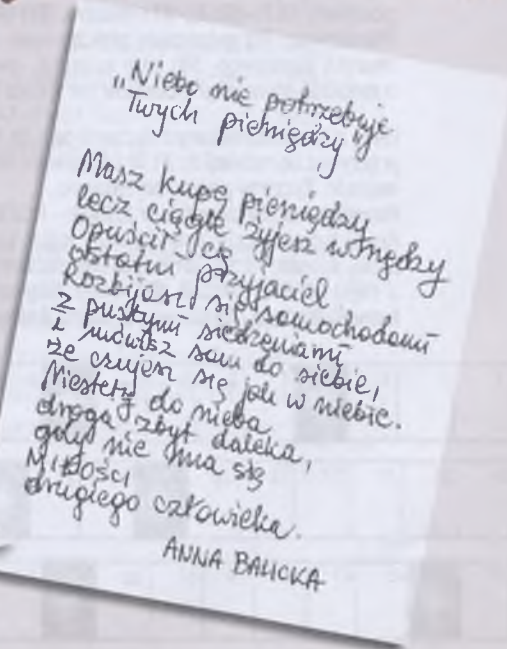 „Niebo nie potrzebuje
Twych pieniędzy”
Masz kupę pieniędzy
lecz ciągle żyjesz w nędzy
Opuścił cię
ostatni przyjaciel
Rozbijasz się samochodami
z pustymi siedzeniami
i mówisz sam do siebie,
że czujesz się jak w niebie.
Niestety do nieba
droga zbyt daleka,
gdy nie ma się
Miłości
drugiego człowieka.
ANNA BALICKA